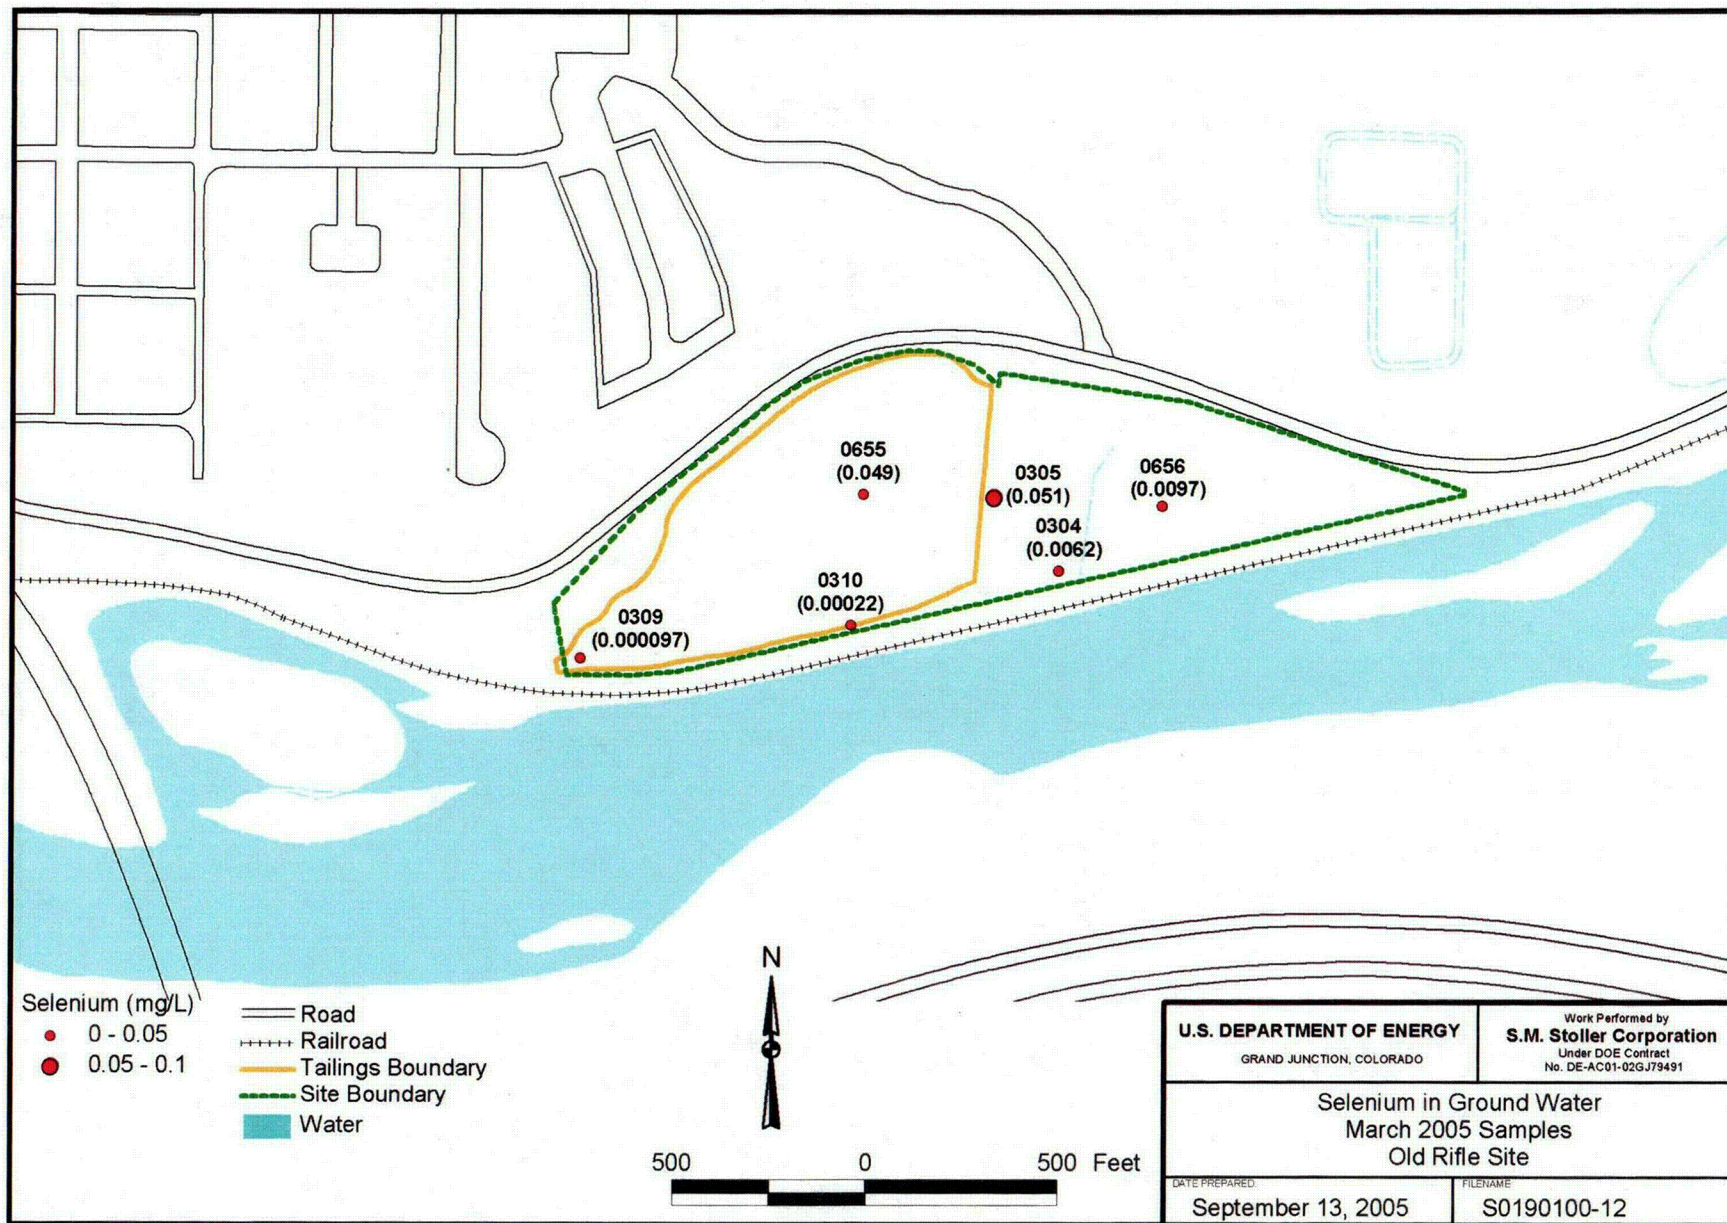 0655
(0.049)
0305
(0.051)
0656
(0.0097)
0304
(0.0062)
0310
(0.00022)
0309
(0.000097)
N
Selenium (mg/L)
0 - 0.05
0.05 - 0.1
Road
Railroad
Tailings Boundary
Site Boundary
Water
500 0 500 Feet
U.S. DEPARTMENT OF ENERGY
GRAND JUNCTION, COLORADO
Work Performed by
S.M. Stoller Corporation
Under DOE Contract
No. DE-AC01-02GJ79491
Selenium in Ground Water
March 2005 Samples
Old Rifle Site
DATE PREPARED:
September 13, 2005
FILENAME
S0190100-12